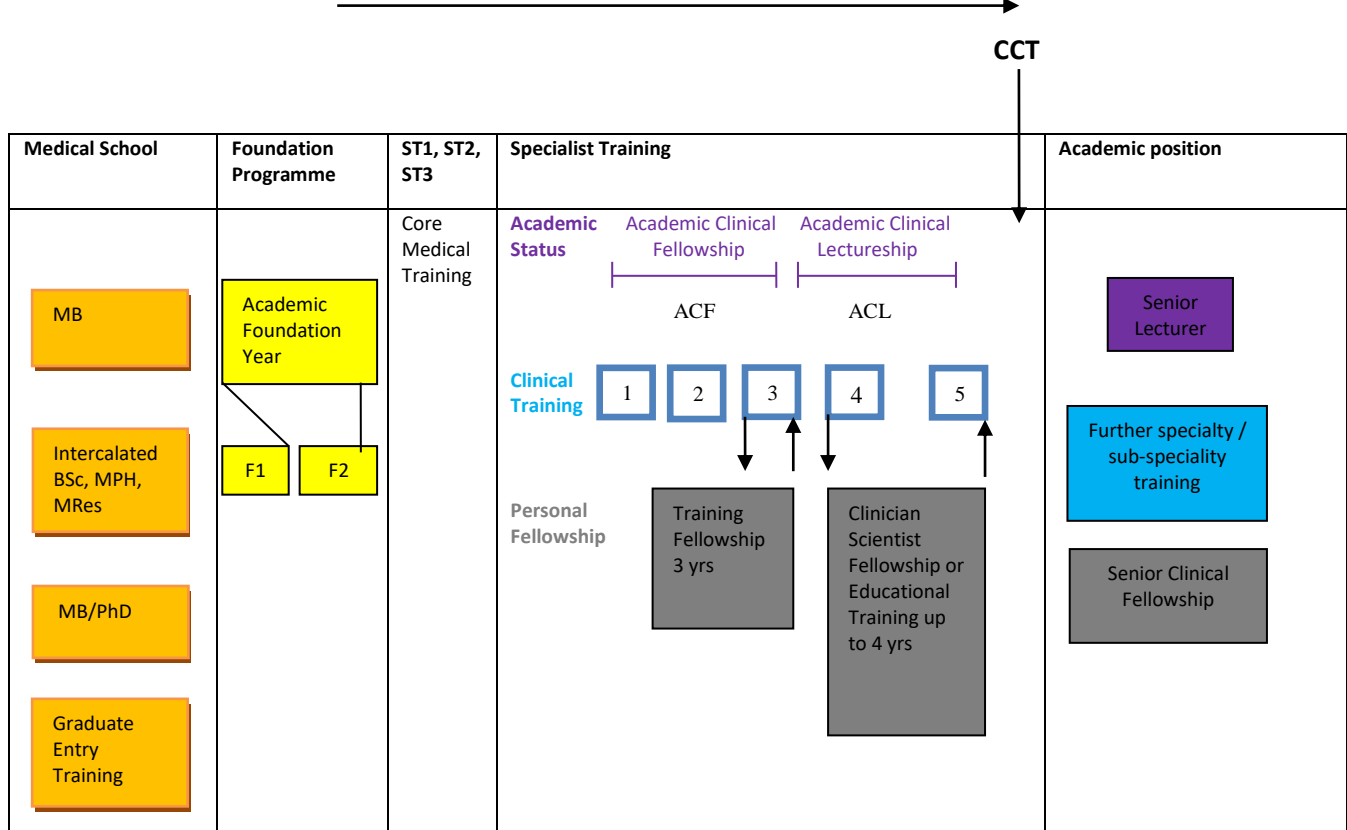 CCT
Medical School
Foundation
Programme
ST1, ST2,
ST3
Specialist Training
Academic position
MB
Intercalated
BSc, MPH,
MRes
MB/PhD
Graduate
Entry
Training
Academic
Foundation
Year
F1
F2
Core
Medical
Training
Academic
Status
Academic Clinical
Fellowship
Academic Clinical
Lectureship
ACF
ACL
Clinical
Training
1
2
3
4
5
Personal
Fellowship
Training
Fellowship
3 yrs
Clinician
Scientist
Fellowship or
Educational
Training up
to 4 yrs
Senior
Lecturer
Further specialty /
sub-speciality
training
Senior Clinical
Fellowship